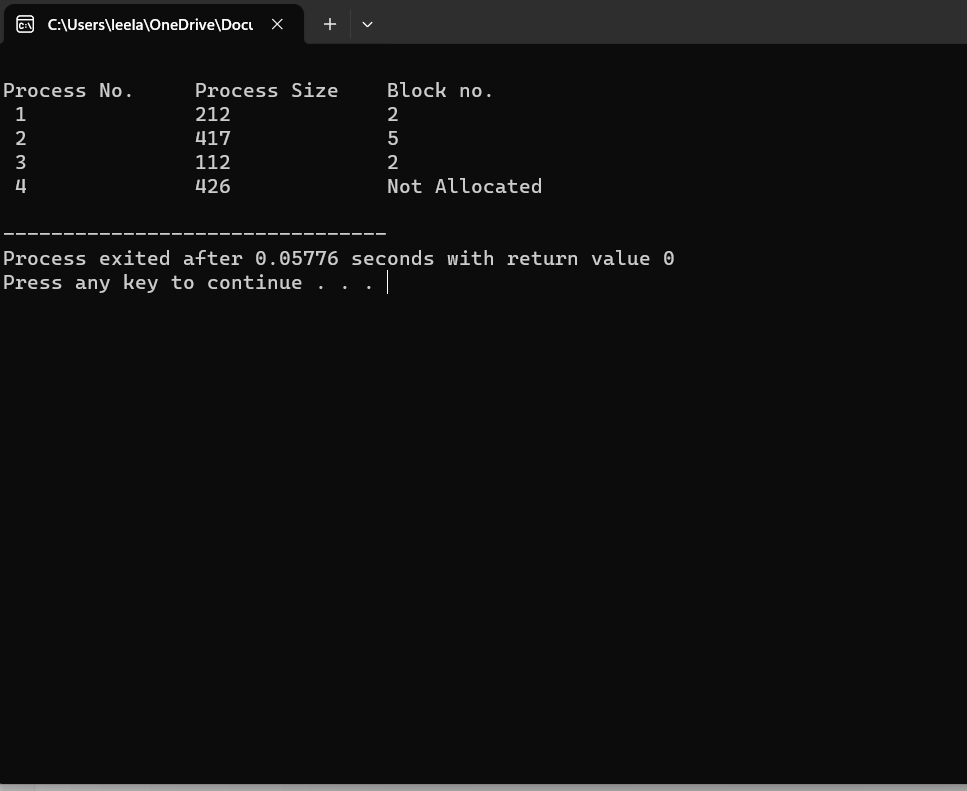 C:\Users\leela\OneDrive\Docu
Process No. Process Size Block no.
1 212 2
2 417 5
3 112 2
4 426 Not Allocated
--------------------------------
Process exited after 0.05776 seconds with return value 0
Press any key to continue . . .